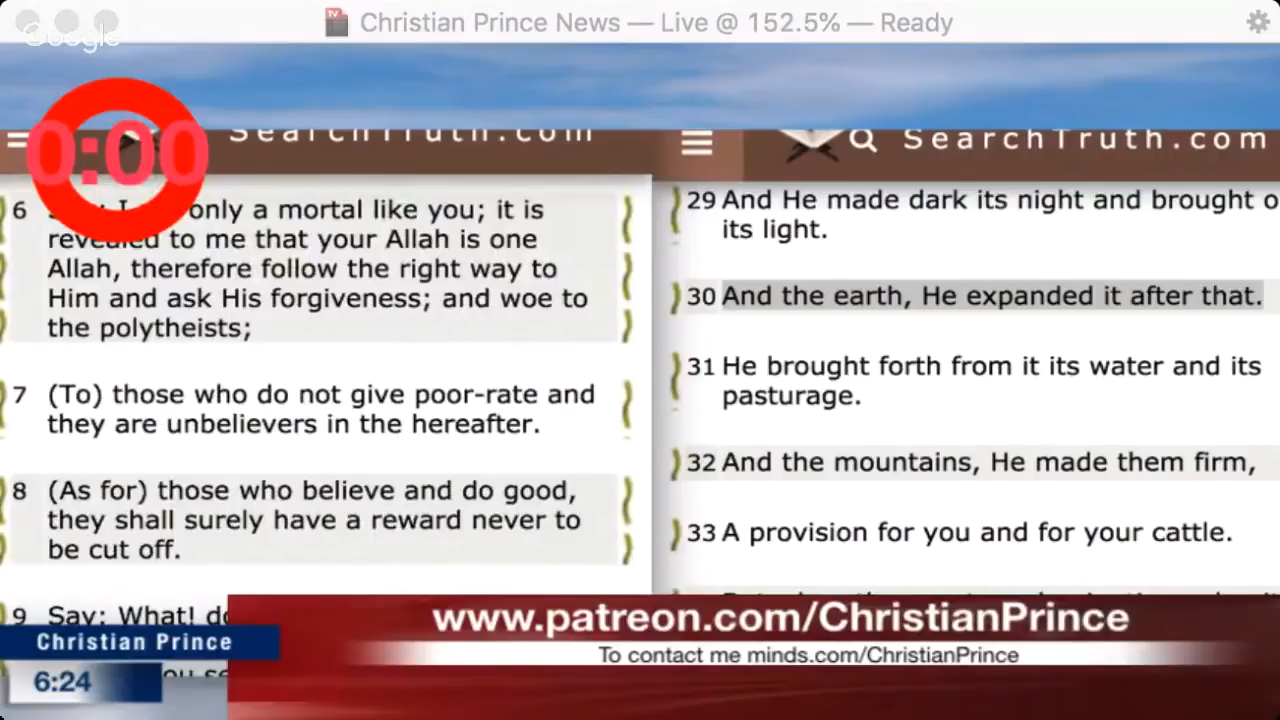 Christian Prince News — Live @ 152.5% — Ready
Google
0:00
SearchTruth.com
6 only a mortal like you; it is
revealed to me that your Allah is one
Allah, therefore follow the right way to
Him and ask His forgiveness; and woe to
the polytheists;
7 (To) those who do not give poor-rate and
they are unbelievers in the hereafter.
8 (As for) those who believe and do good,
they shall surely have a reward never to
be cut off.
9 Say: What! do
SearchTruth.com
29 And He made dark its night and brought o
its light.
30 And the earth, He expanded it after that.
31 He brought forth from it its water and its
pasturage.
32 And the mountains, He made them firm,
33 A provision for you and for your cattle.
www.patreon.com/ChristianPrince
To contact me minds.com/ChristianPrince
Christian Prince
6:24